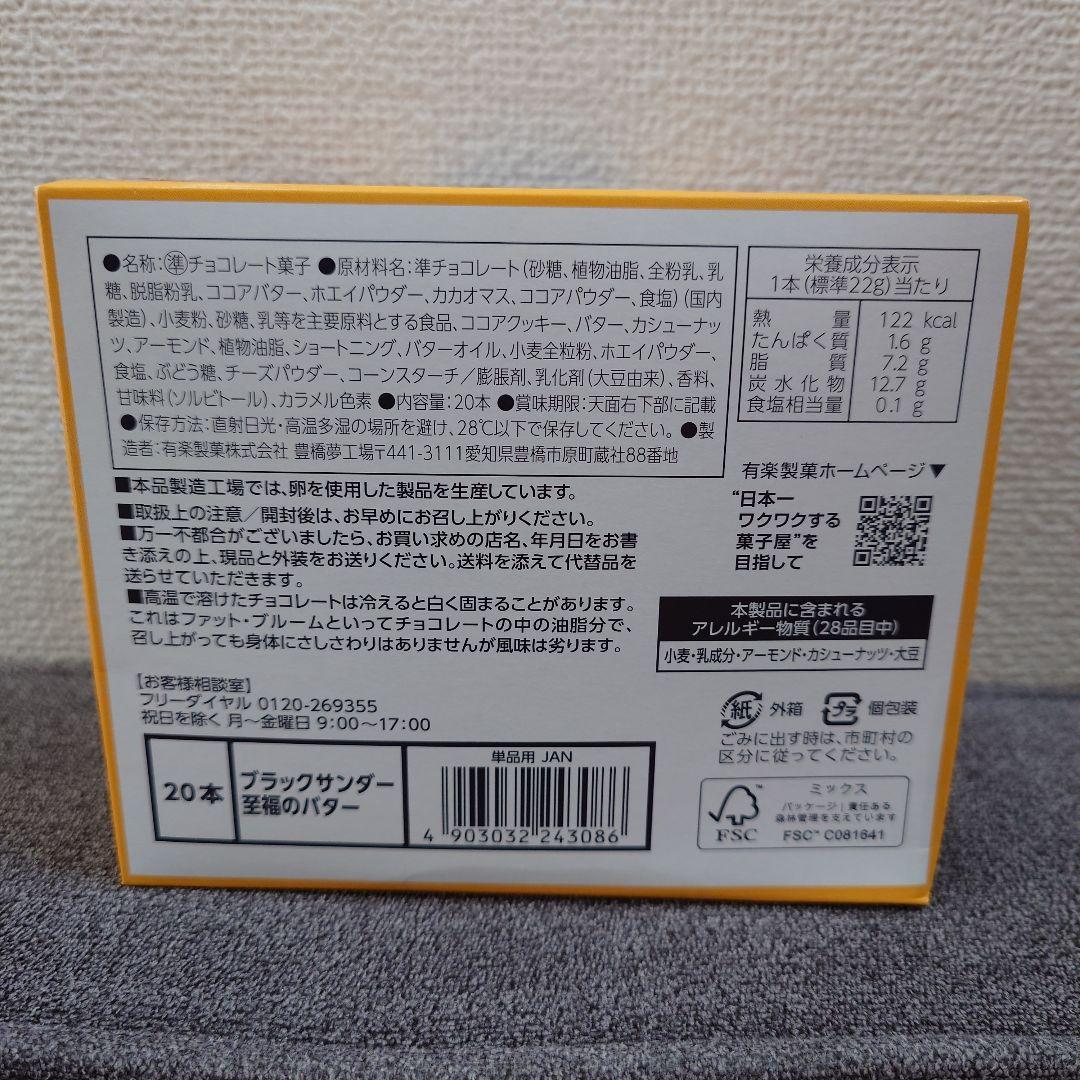 ●名称:㊜チョコレート菓子 ●原材料名:準チョコレート(砂糖、植物油脂、全粉乳、乳
糖、脱脂粉乳、ココアバター、ホエイパウダー、カカオマス、ココアパウダー、食塩)(国内
製造)、小麦粉、砂糖、乳等を主要原料とする食品、ココアクッキー、バター、カシューナッ
ツ、アーモンド、植物油脂、ショートニング、バターオイル、小麦全粒粉、ホエイパウダー、
食塩、ぶどう糖、チーズパウダー、コーンスターチ/膨脹剤、乳化剤(大豆由来)、香料、
甘味料(ソルビトール)、カラメル色素 ●内容量:20本 ●賞味期限:天面右下部に記載
●保存方法:直射日光・高温多湿の場所を避け、28℃以下で保存してください。●製
造者:有楽製菓株式会社 豊橋夢工場〒441-3111愛知県豊橋市原町蔵社88番地
■本品製造工場では、卵を使用した製品を生産しています。
■取扱上の注意/開封後は、お早めにお召し上がりください。
■万一不都合がございましたら、お買い求めの店名、年月日をお書
き添えの上、現品と外装をお送りください。送料を添えて代替品を
送らせていただきます。
■高温で溶けたチョコレートは冷えると白く固まることがあります。
これはファット・ブルームといってチョコレートの中の油脂分で、
召し上がっても身体にさしさわりはありませんが風味は劣ります。
【お客様相談室】
フリーダイヤル 0120-269355
祝日を除く 月〜金曜日 9:00〜17:00
20本
ブラックサンダー
至福のバター
単品用 JAN
4 903032 243086
栄養成分表示
1本(標準22g)当たり
熱量 122 kcal
たんぱく質 1.6 g
脂質 7.2 g
炭水化物 12.7 g
食塩相当量 0.1 g
有楽製菓ホームページ▼
“日本一
ワクワクする
菓子屋”を
目指して
本製品に含まれる
アレルギー物質(28品目中)
小麦・乳成分・アーモンド・カシューナッツ・大豆
紙 外箱 プラ 個包装
ごみに出す時は、市町村の
区分に従ってください。
FSC
ミックス
パッケージ|責任ある
森林管理を支えています
FSC™ C081641